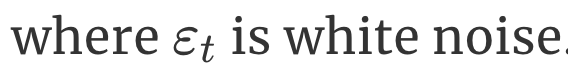 where εₜ is white noise.